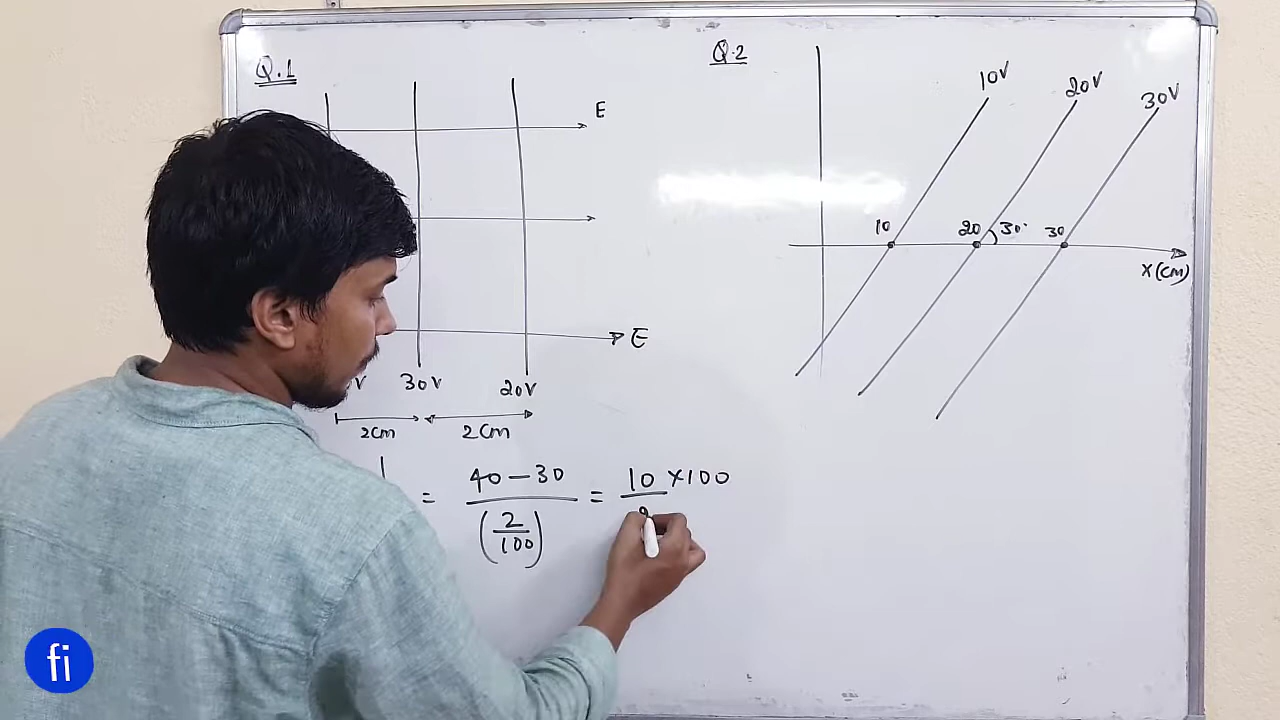 Q.1
E
E
V 30V 20V
2cm 2cm
= 40 - 30 = 10 × 100
(2/100)
Q.2
10V 20V 30V
10 20 30° 30
X(cm)
fi